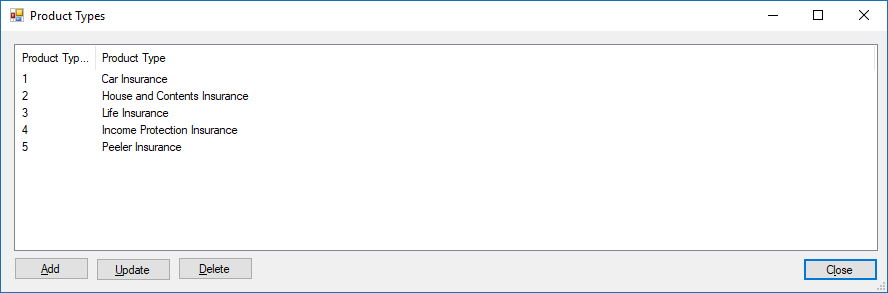 Product Types
Product Typ... Product Type
1 Car Insurance
2 House and Contents Insurance
3 Life Insurance
4 Income Protection Insurance
5 Peeler Insurance
Add Update Delete Close